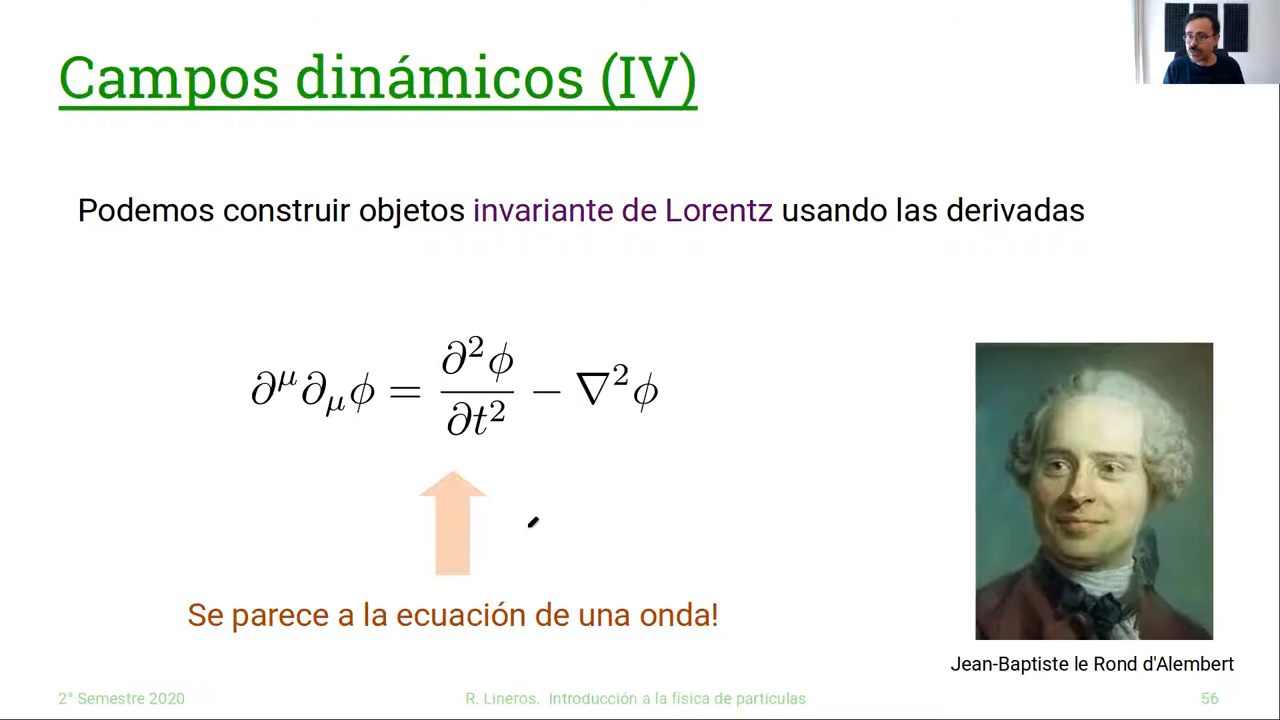 Campos dinámicos (IV)
Podemos construir objetos invariante de Lorentz usando las derivadas
∂^μ ∂_μ ϕ = ∂²ϕ/∂t² − ∇²ϕ
Se parece a la ecuación de una onda!
Jean-Baptiste le Rond d'Alembert
2° Semestre 2020
R. Lineros. Introducción a la física de particulas
56